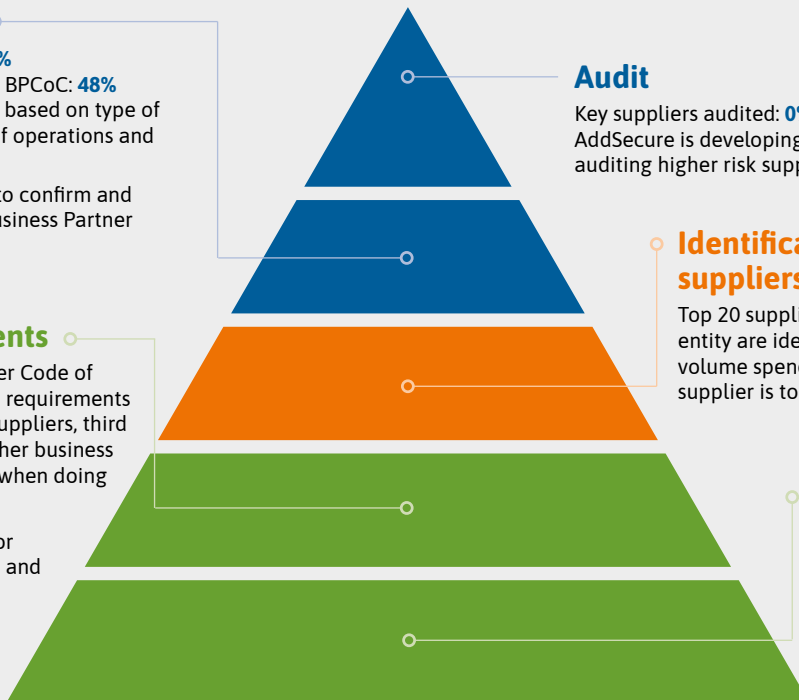 %
BPCoC: 48%
based on type of
f operations and
to confirm and
usiness Partner
Audit
Key suppliers audited: 0%
AddSecure is developing
auditing higher risk supp
Identifica
suppliers
Top 20 suppli
entity are ide
volume spend
supplier is to
ents
er Code of
requirements
uppliers, third
her business
when doing
or
and